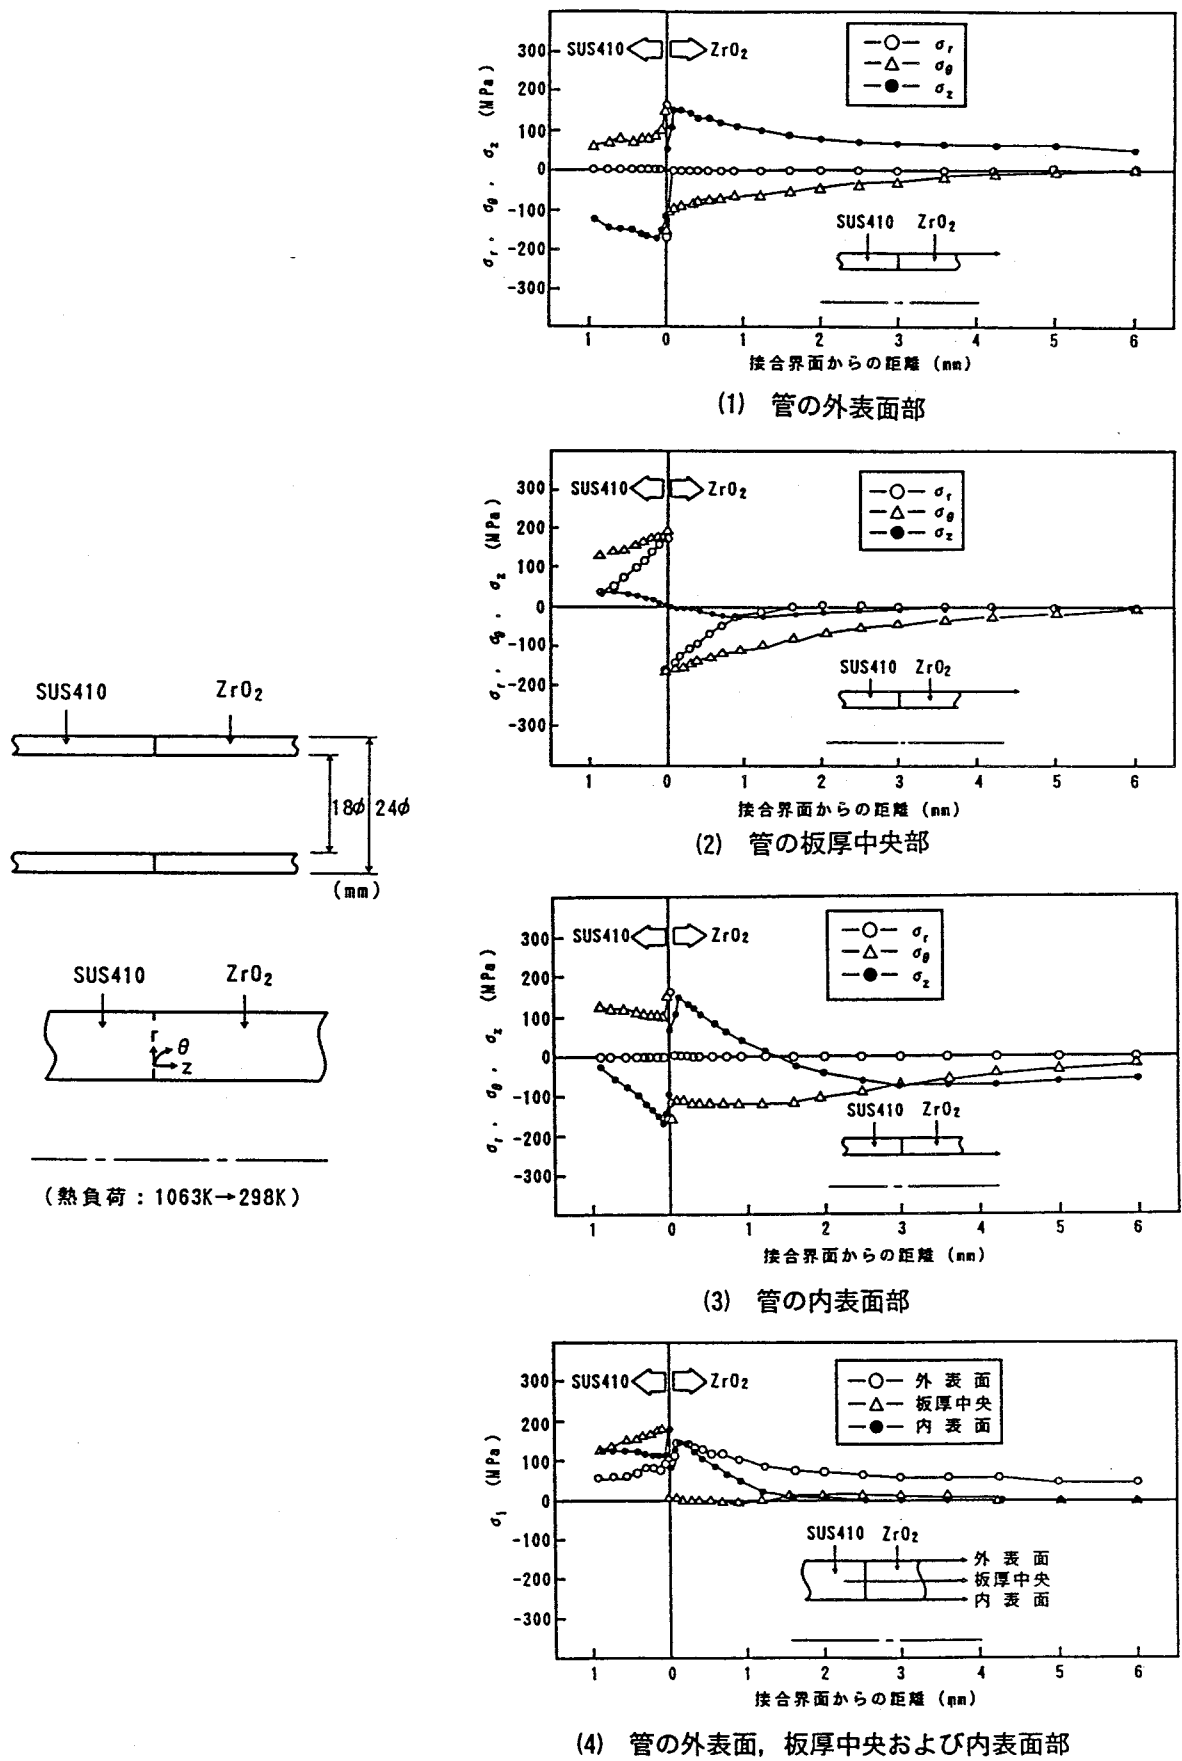 SUS410
ZrO₂
18φ
24φ
(mm)
SUS410
ZrO₂
r
θ
z
(熱負荷：1063K→298K)
SUS410
ZrO₂
σr
σθ
σz
σr, σθ, σz (MPa)
300
200
100
0
-100
-200
-300
SUS410
ZrO₂
1 0 1 2 3 4 5 6
接合界面からの距離 (mm)
(1) 管の外表面部
SUS410
ZrO₂
σr
σθ
σz
σr, σθ, σz (MPa)
300
200
100
0
-100
-200
-300
SUS410
ZrO₂
1 0 1 2 3 4 5 6
接合界面からの距離 (mm)
(2) 管の板厚中央部
SUS410
ZrO₂
σr
σθ
σz
σr, σθ, σz (MPa)
300
200
100
0
-100
-200
-300
SUS410
ZrO₂
1 0 1 2 3 4 5 6
接合界面からの距離 (mm)
(3) 管の内表面部
SUS410
ZrO₂
外表面
板厚中央
内表面
σ₁ (MPa)
300
200
100
0
-100
-200
-300
SUS410
ZrO₂
外表面
板厚中央
内表面
1 0 1 2 3 4 5 6
接合界面からの距離 (mm)
(4) 管の外表面，板厚中央および内表面部